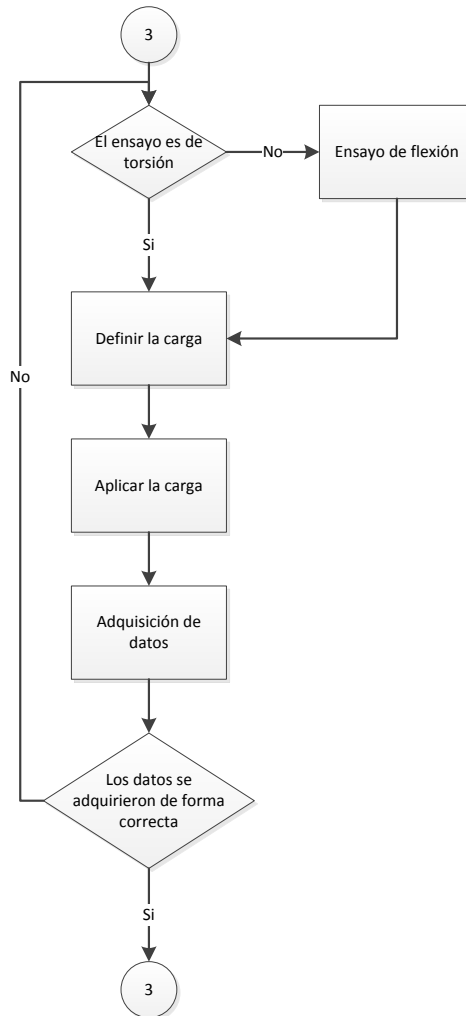 3
El ensayo es de
torsión
No
Ensayo de flexión
Si
Definir la carga
No
Aplicar la carga
Adquisición de
datos
Los datos se
adquirieron de forma
correcta
Si
3